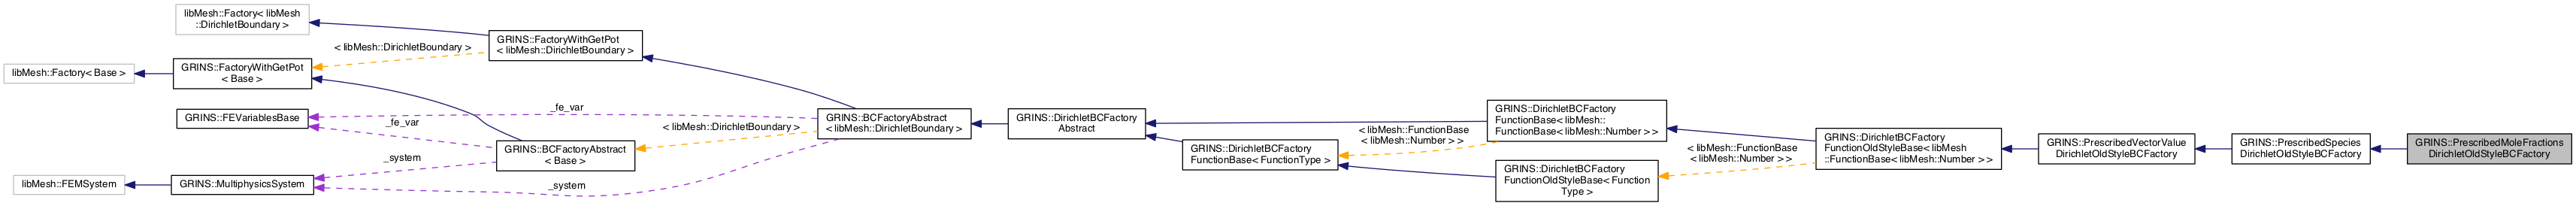 libMesh::Factory< libMesh
::DirichletBoundary >
GRINS::FactoryWithGetPot
< libMesh::DirichletBoundary >
< libMesh::DirichletBoundary >
libMesh::Factory< Base >
GRINS::FactoryWithGetPot
< Base >
GRINS::FEVariablesBase
_fe_var
_fe_var
GRINS::BCFactoryAbstract
< libMesh::DirichletBoundary >
< libMesh::DirichletBoundary >
GRINS::BCFactoryAbstract
< Base >
_system
_system
libMesh::FEMSystem
GRINS::MultiphysicsSystem
GRINS::DirichletBCFactory
Abstract
GRINS::DirichletBCFactory
FunctionBase< libMesh::
FunctionBase< libMesh::Number >>
< libMesh::FunctionBase
< libMesh::Number >>
GRINS::DirichletBCFactory
FunctionBase< FunctionType >
GRINS::DirichletBCFactory
FunctionOldStyleBase< Function
Type >
GRINS::DirichletBCFactory
FunctionOldStyleBase< libMesh
::FunctionBase< libMesh::Number >>
< libMesh::FunctionBase
< libMesh::Number >>
GRINS::PrescribedVectorValue
DirichletOldStyleBCFactory
GRINS::PrescribedSpecies
DirichletOldStyleBCFactory
GRINS::PrescribedMoleFractions
DirichletOldStyleBCFactory